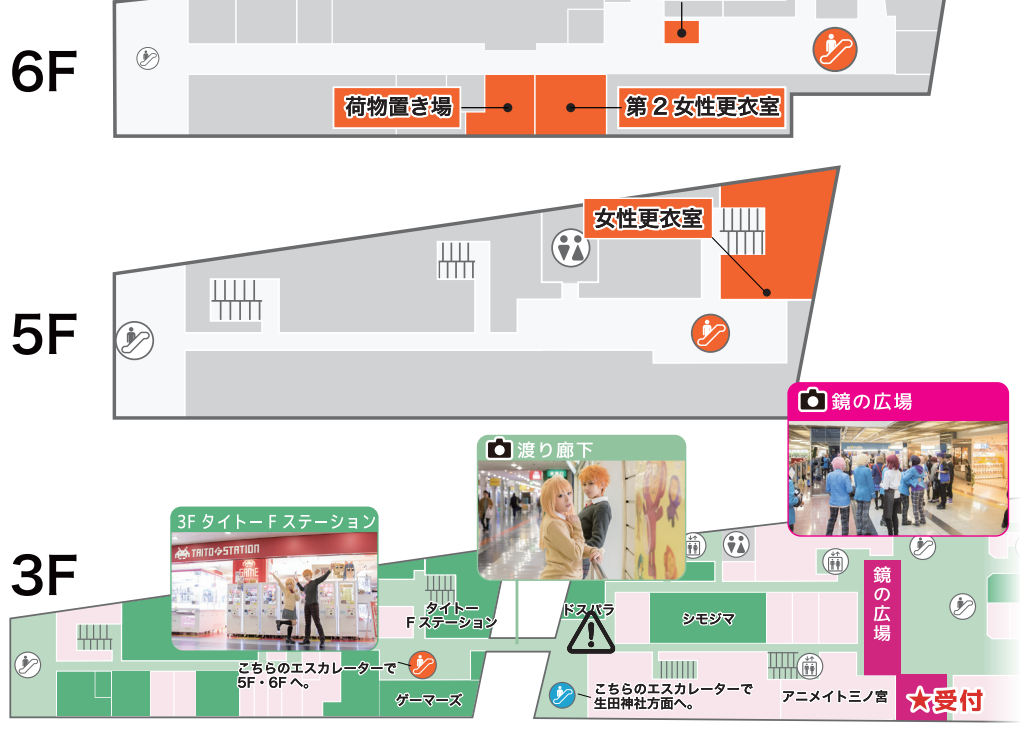 6F
荷物置き場
第2女性更衣室
5F
女性更衣室
鏡の広場
渡り廊下
3FタイトーFステーション
TAITO STATION
GAME
3F
タイトー
Fステーション
ドスパラ
シモジマ
鏡の広場
こちらのエスカレーターで
5F・6Fへ。
ゲーマーズ
こちらのエスカレーターで
生田神社方面へ。
アニメイト三ノ宮
★受付